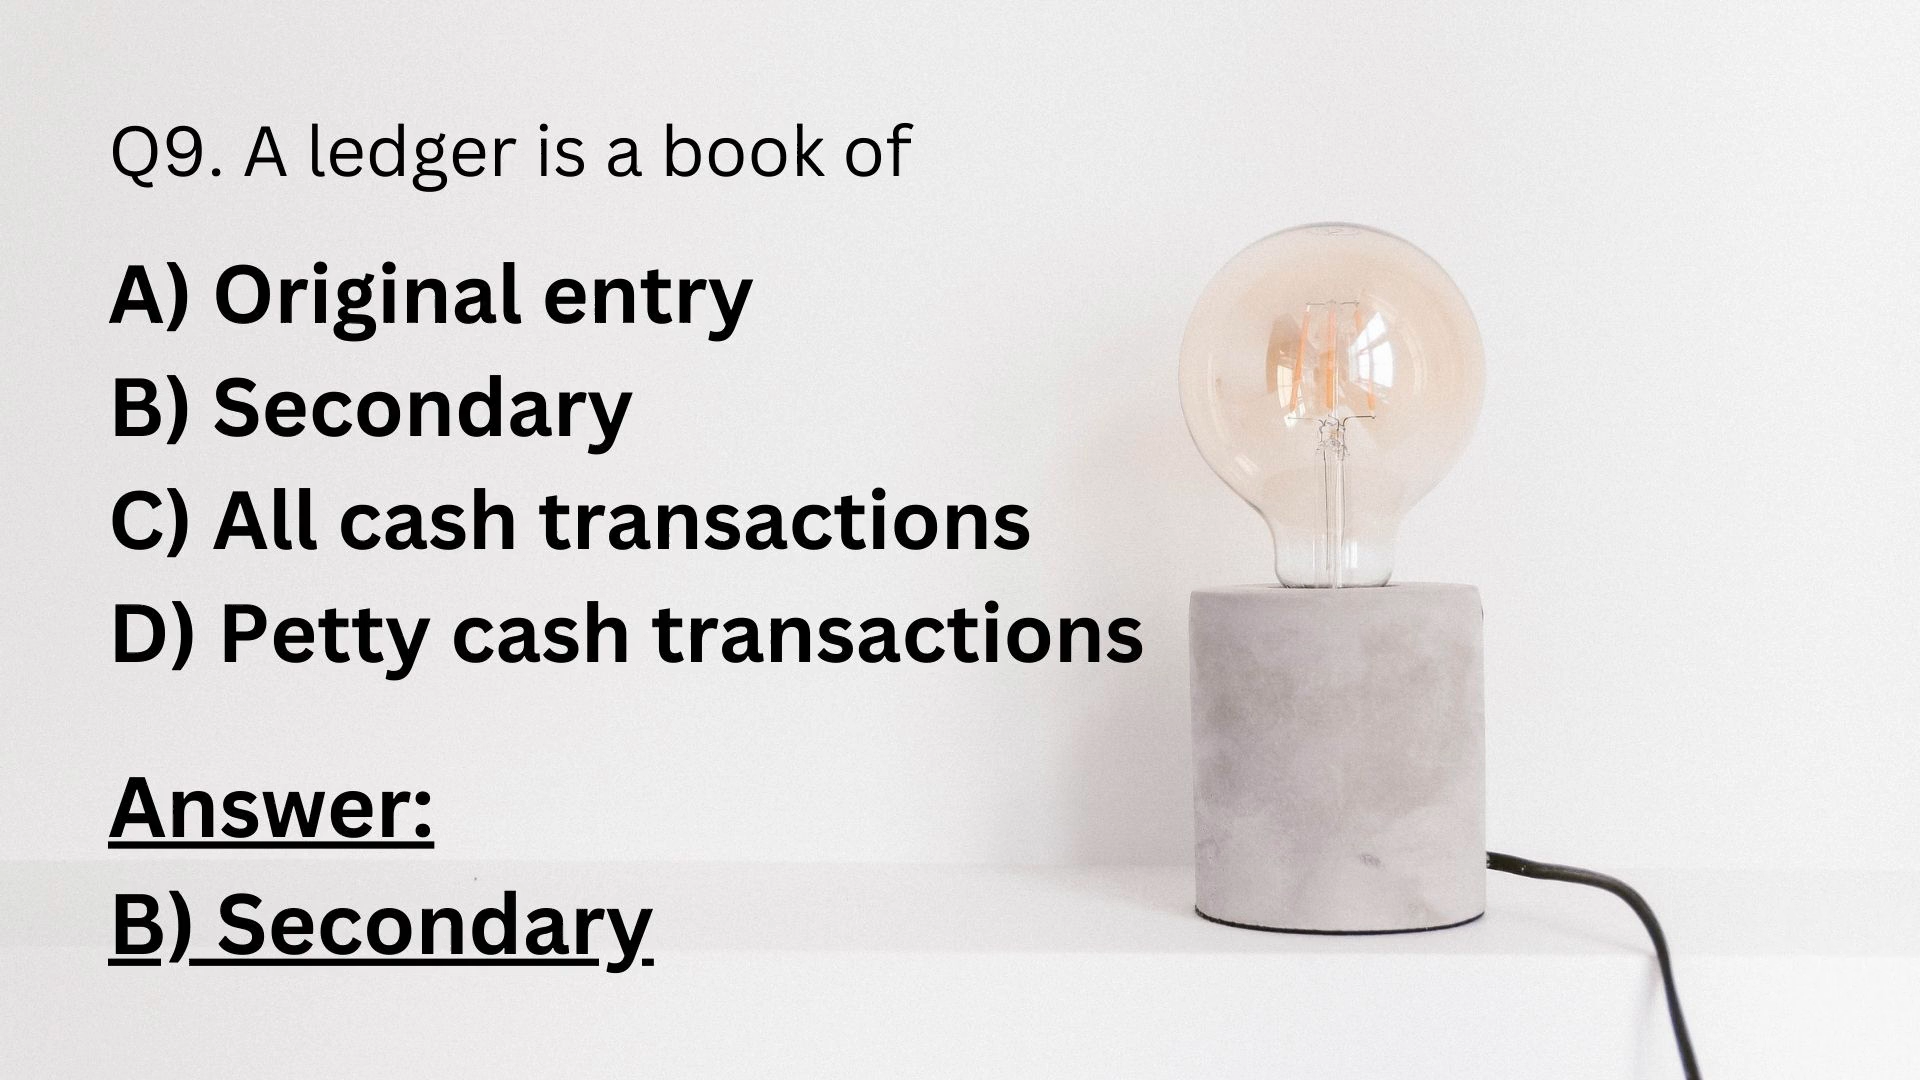 Q9. A ledger is a book of
A) Original entry
B) Secondary
C) All cash transactions
D) Petty cash transactions
Answer:
B) Secondary